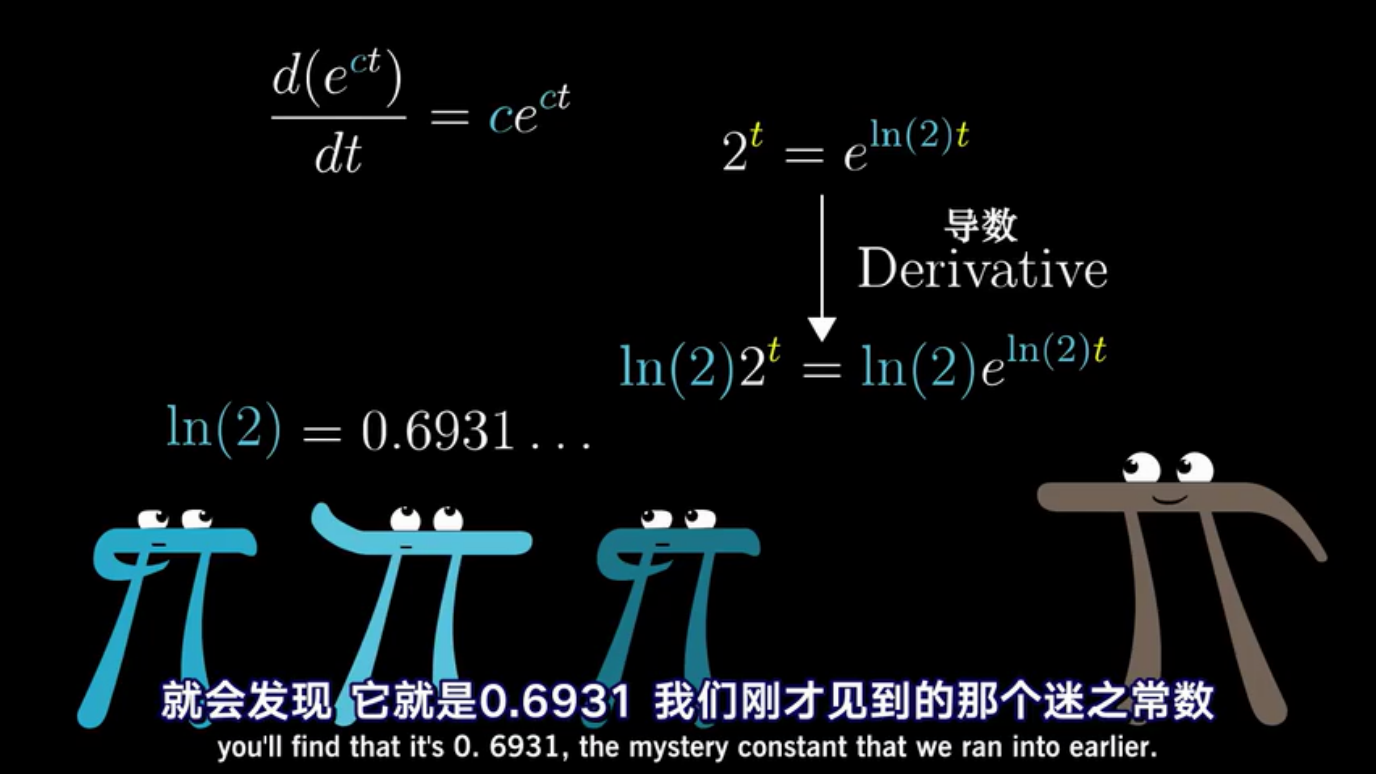 d(e^{ct})/dt = ce^{ct}
2^t = e^{ln(2)t}
导数
Derivative
ln(2)2^t = ln(2)e^{ln(2)t}
ln(2) = 0.6931...
就会发现 它就是0.6931 我们刚才见到的那个迷之常数
you'll find that it's 0. 6931, the mystery constant that we ran into earlier.